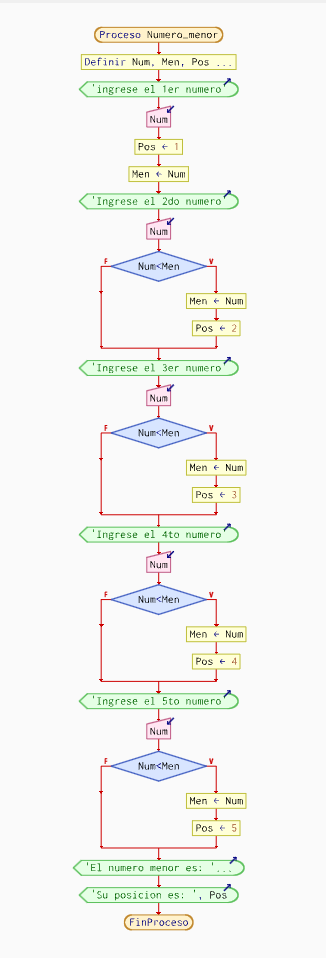 Proceso Numero_menor
Definir Num, Men, Pos ...
'ingrese el 1er numero'
Num
Pos ← 1
Men ← Num
'Ingrese el 2do numero'
Num
Num<Men
F V
Men ← Num
Pos ← 2
'Ingrese el 3er numero'
Num
Num<Men
F V
Men ← Num
Pos ← 3
'Ingrese el 4to numero'
Num
Num<Men
F V
Men ← Num
Pos ← 4
'Ingrese el 5to numero'
Num
Num<Men
F V
Men ← Num
Pos ← 5
'El numero menor es: '...
'Su posicion es: ', Pos
FinProceso